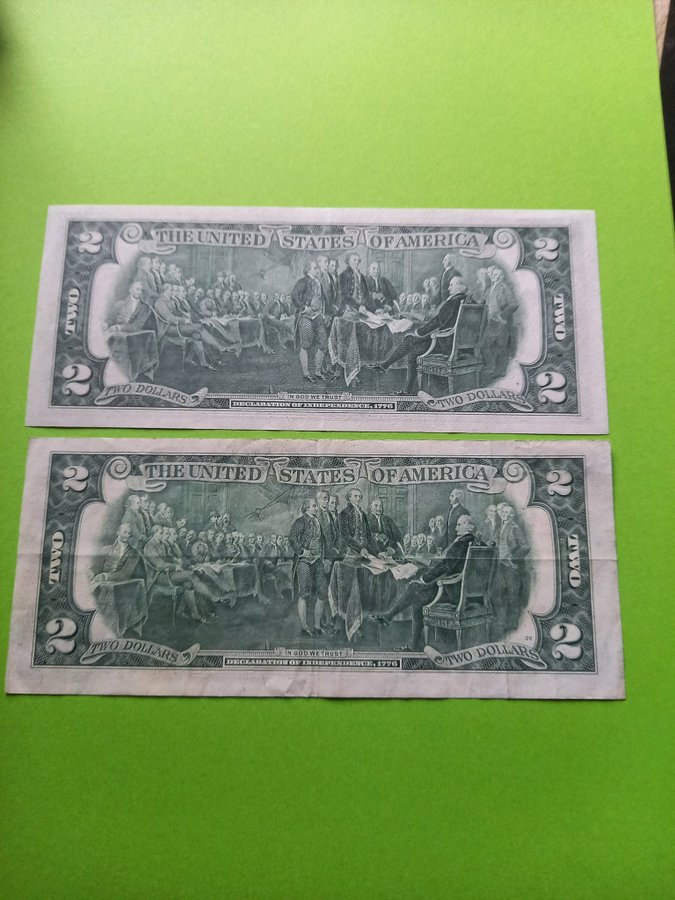 THE UNITED STATES OF AMERICA
2 2
TWO TWO
2 2
TWO DOLLARS TWO DOLLARS
IN GOD WE TRUST
DECLARATION OF INDEPENDENCE, 1776
THE UNITED STATES OF AMERICA
2 2
TWO TWO
2 2
TWO DOLLARS TWO DOLLARS
IN GOD WE TRUST
DECLARATION OF INDEPENDENCE, 1776